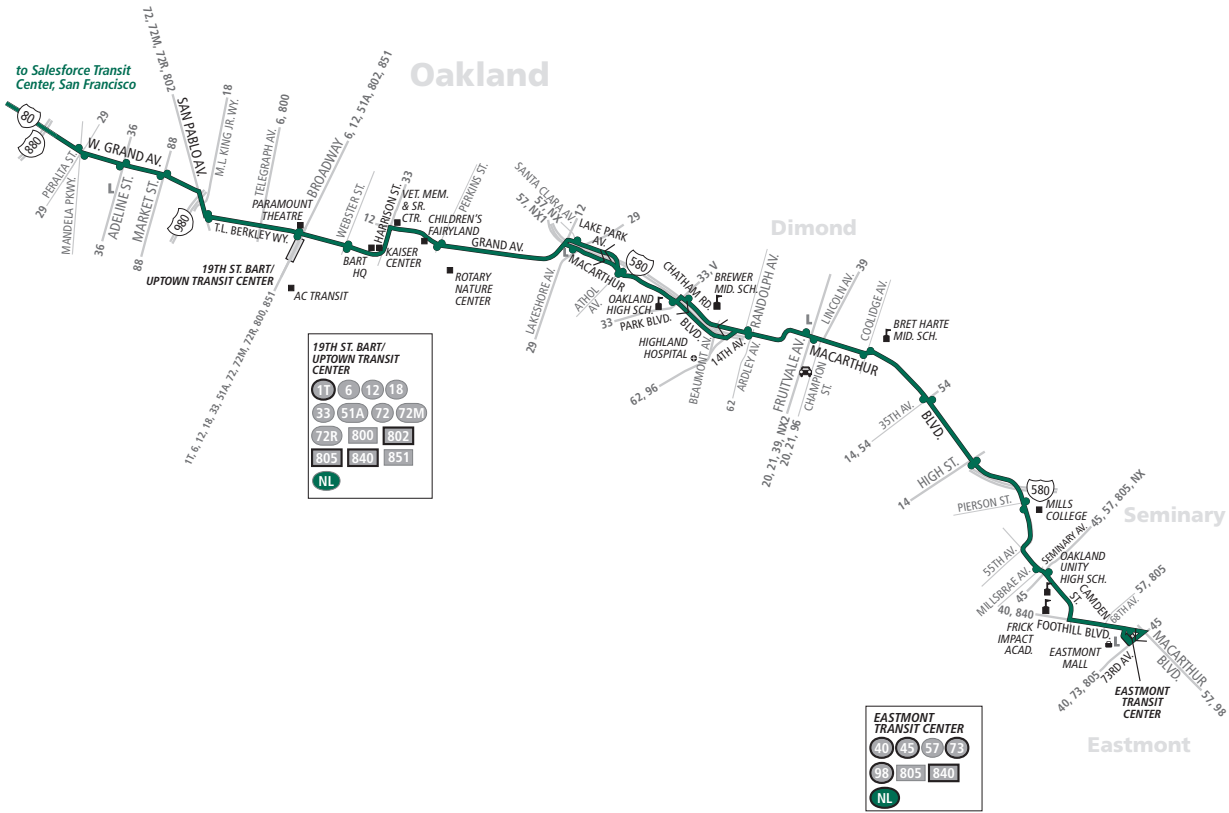 Oakland
to Salesforce Transit
Center, San Francisco
80
880
29
PERALTA ST.
29
MANDELA PKWY.
W. GRAND AV.
36
L
ADELINE ST.
36
88
MARKET ST.
88
72, 72M, 72R, 802
SAN PABLO AV.
980
18
M.L. KING JR. WY.
6, 800
TELEGRAPH AV.
T.L. BERKLEY WY.
PARAMOUNT
THEATRE
6, 12, 51A, 802, 851
BROADWAY
19TH ST. BART/
UPTOWN TRANSIT CENTER
AC TRANSIT
1T, 6, 12, 18, 33, 51A, 72, 72M, 72R, 800, 851
WEBSTER ST.
12
BART
HQ
33
HARRISON ST.
KAISER
CENTER
VET. MEM.
& SR.
CTR.
CHILDREN'S
FAIRYLAND
PERKINS ST.
GRAND AV.
ROTARY
NATURE
CENTER
SANTA CLARA AV.
57, NX
57, NX1
12
LAKE PARK
AV.
29
L
LAKESHORE AV.
29
MACARTHUR
ATHOL
AV.
580
CHATHAM RD.
33, V
BREWER
MID. SCH.
OAKLAND
HIGH SCH.
33
PARK BLVD.
BLVD.
HIGHLAND
HOSPITAL
62, 96
BEAUMONT AV.
14TH AV.
Dimond
RANDOLPH AV.
ARDLEY AV.
62
L
FRUITVALE AV.
20, 21, 39, NX2
LINCOLN AV.
39
CHAMPION
ST.
20, 21, 96
MACARTHUR
COOLIDGE AV.
BRET HARTE
MID. SCH.
54
35TH AV.
14, 54
BLVD.
HIGH ST.
14
580
PIERSON ST.
MILLS
COLLEGE
Seminary
55TH AV.
MILLSBRAE AV.
SEMINARY AV.
45, 57, 805, NX
45
OAKLAND
UNITY
HIGH SCH.
CAMDEN
ST.
40, 840
FRICK
IMPACT
ACAD.
FOOTHILL BLVD.
57, 805
68TH AV.
45
EASTMONT
MALL
L
73RD AV.
40, 73, 805
MACARTHUR
BLVD.
57, 98
EASTMONT
TRANSIT
CENTER
Eastmont
19TH ST. BART/
UPTOWN TRANSIT
CENTER
1T 6 12 18
33 51A 72 72M
72R 800 802
805 840 851
NL
EASTMONT
TRANSIT CENTER
40 45 57 73
98 805 840
NL